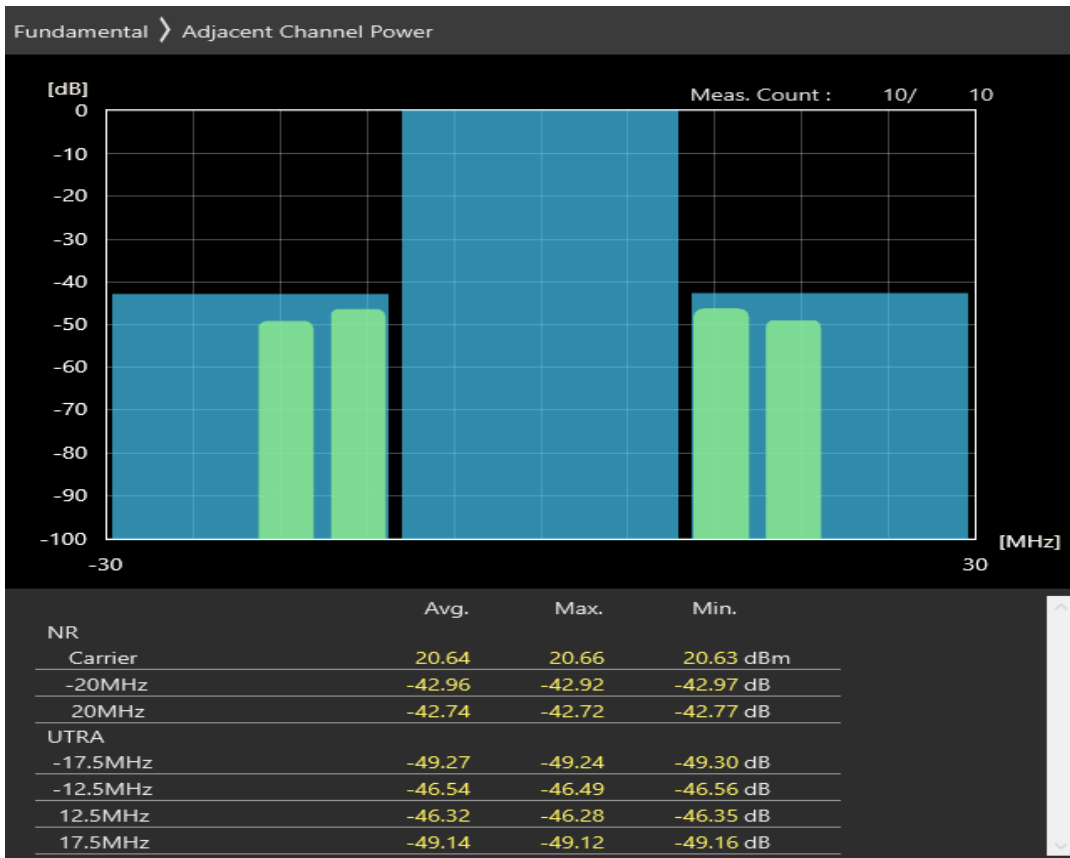 Fundamental 〉 Adjacent Channel Power
[dB]
Meas. Count : 10/ 10
0
-10
-20
-30
-40
-50
-60
-70
-80
-90
-100
[MHz]
-30 30
Avg. Max. Min.
NR
Carrier 20.64 20.66 20.63 dBm
-20MHz -42.96 -42.92 -42.97 dB
20MHz -42.74 -42.72 -42.77 dB
UTRA
-17.5MHz -49.27 -49.24 -49.30 dB
-12.5MHz -46.54 -46.49 -46.56 dB
12.5MHz -46.32 -46.28 -46.35 dB
17.5MHz -49.14 -49.12 -49.16 dB